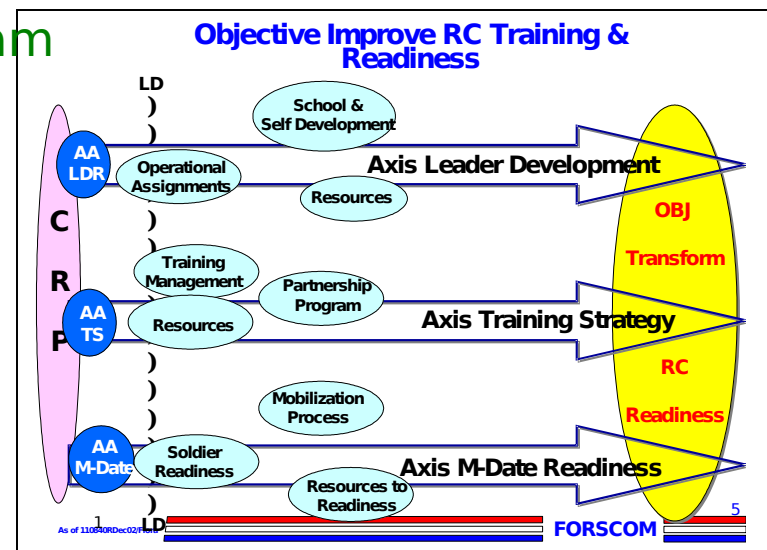 Objective Improve RC Training &
Readiness
LD
School &
Self Development
AA
LDR
Operational
Assignments
Axis Leader Development
Resources
C
R
P
OBJ
Transform
RC
Readiness
Training
Management
Partnership
Program
AA
TS
Resources
Axis Training Strategy
Mobilization
Process
AA
M-Date
Soldier
Readiness
Axis M-Date Readiness
Resources to
Readiness
1
LD
FORSCOM
5